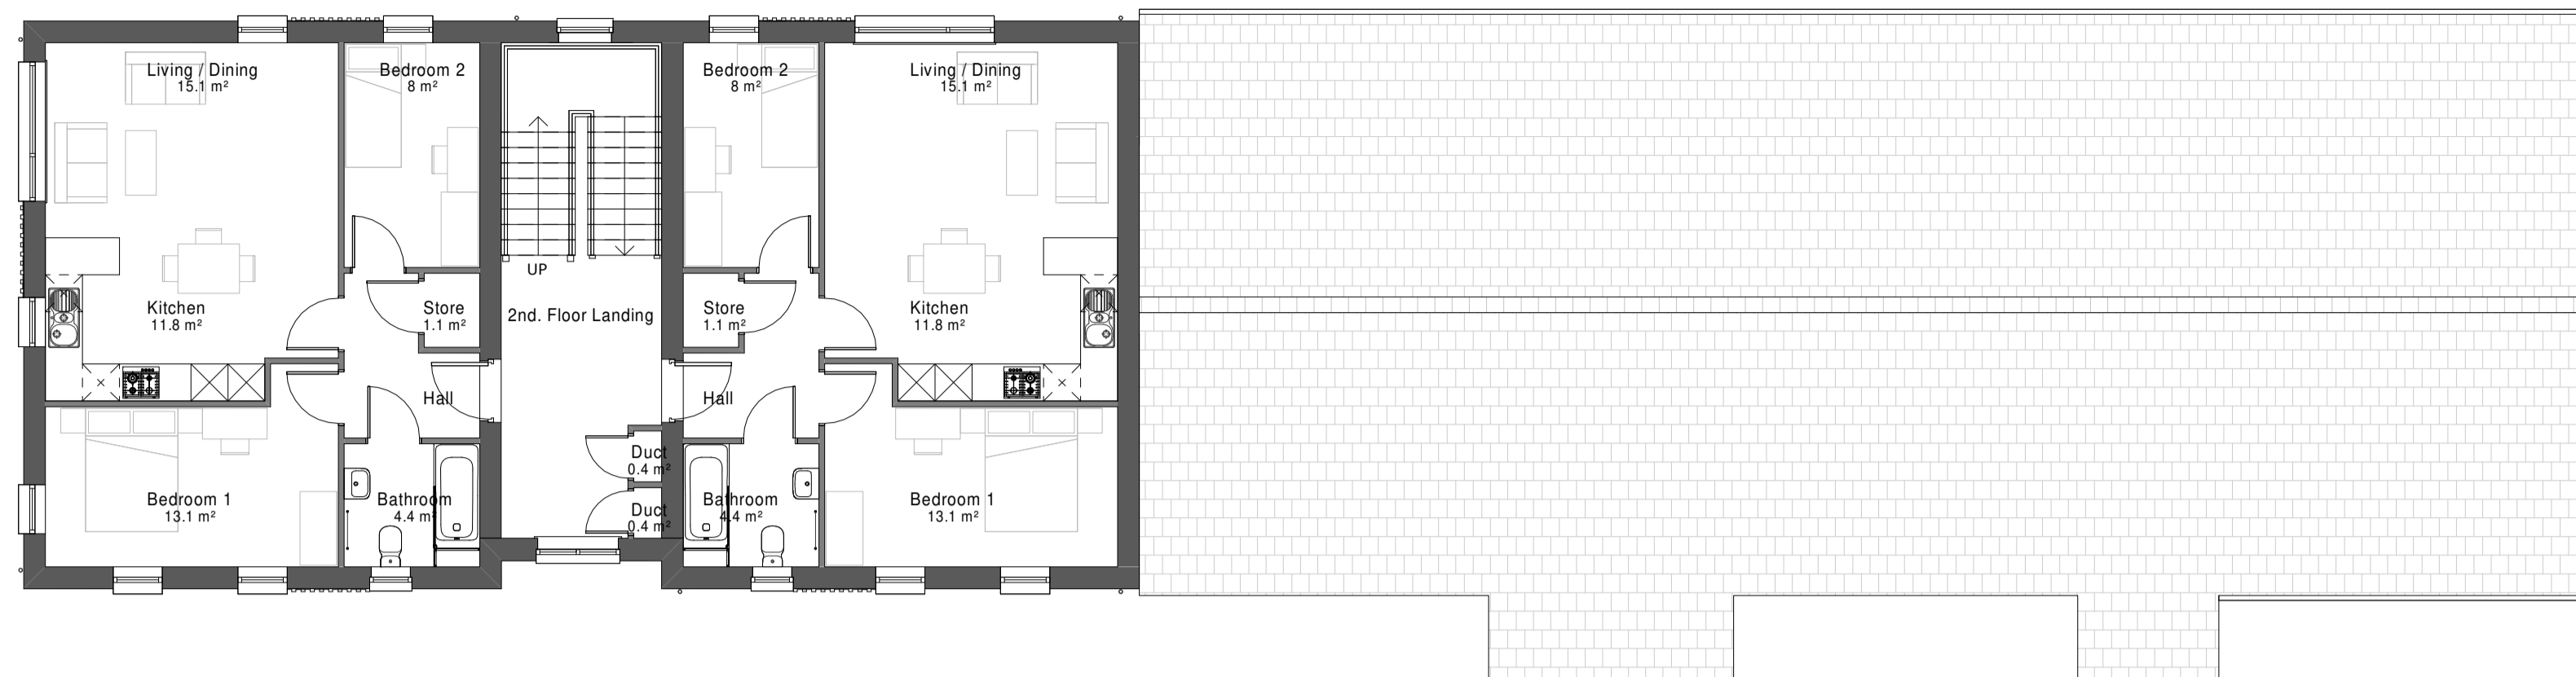 Living / Dining
15.1 m²
Bedroom 2
8 m²
Bedroom 2
8 m²
Living / Dining
15.1 m²
UP
Kitchen
11.8 m²
Store
1.1 m²
2nd. Floor Landing
Store
1.1 m²
Kitchen
11.8 m²
Hall
Hall
Duct
0.4 m²
Bedroom 1
13.1 m²
Bathroom
4.4 m²
Duct
0.4 m²
Bathroom
4.4 m²
Bedroom 1
13.1 m²